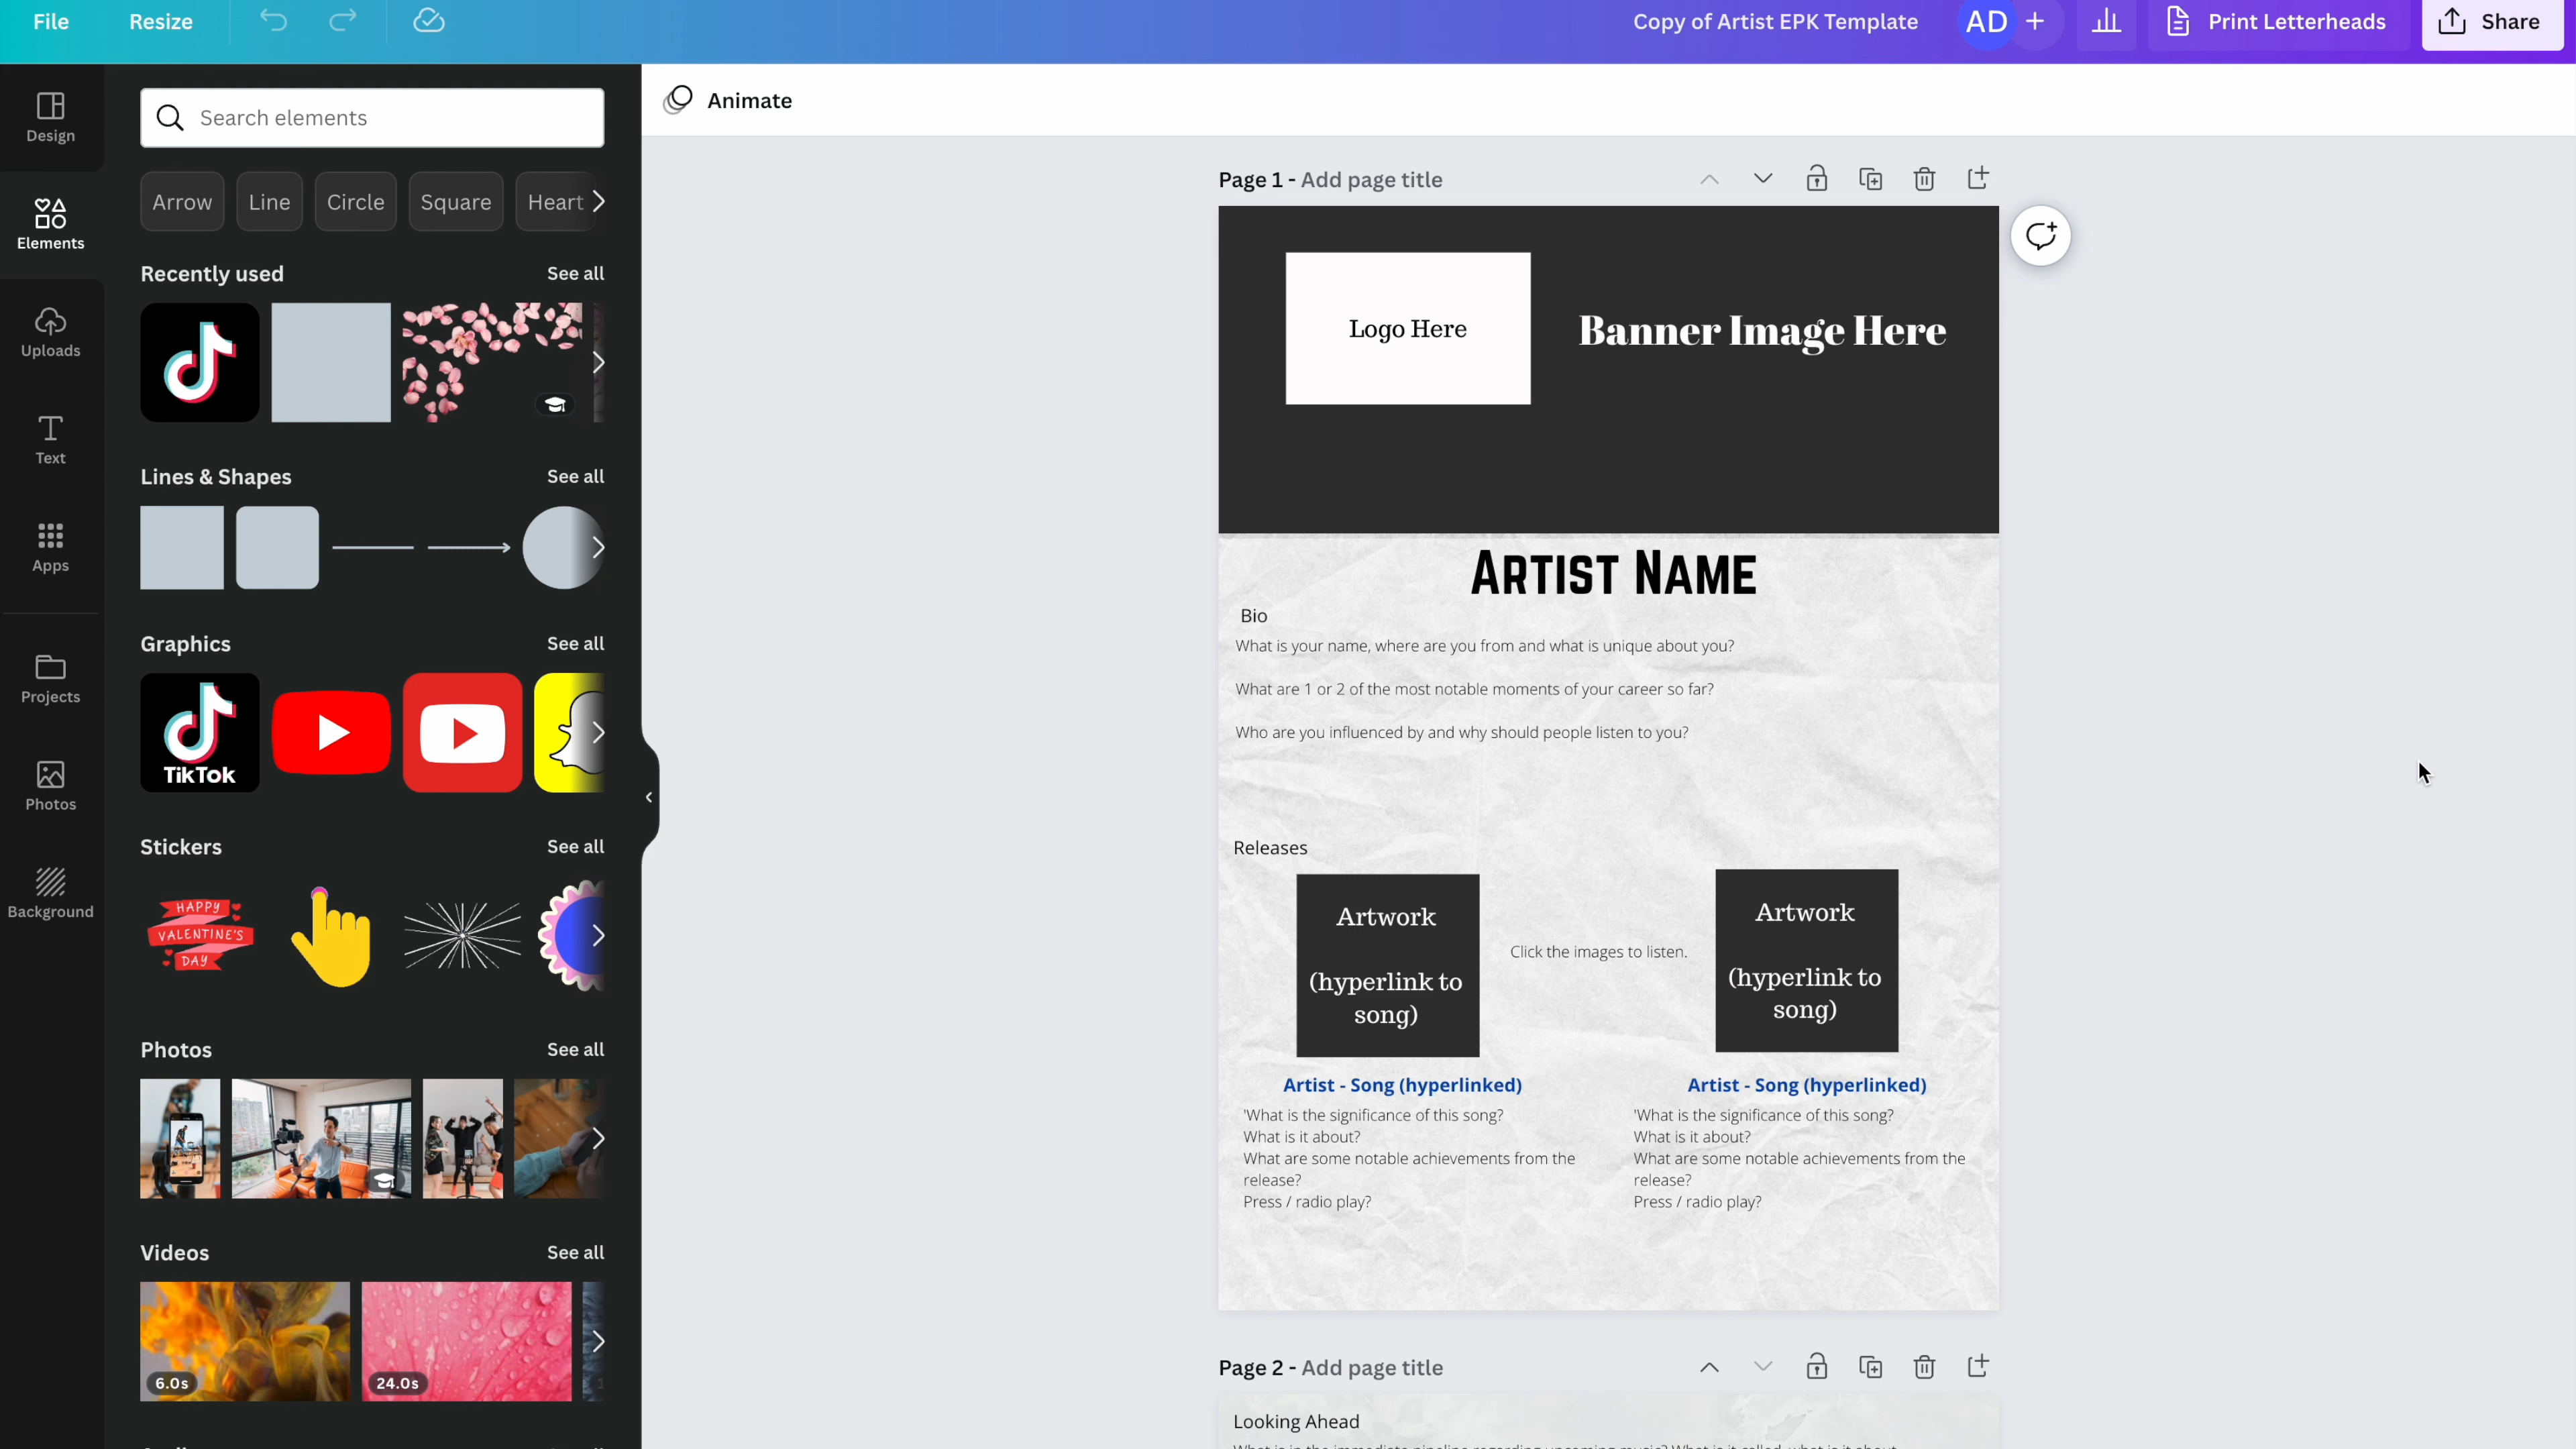 File
Resize
Copy of Artist EPK Template
AD
Print Letterheads
Share
Design
Elements
Uploads
Text
Apps
Projects
Photos
Background
Search elements
Arrow
Line
Circle
Square
Heart
Recently used
See all
Lines & Shapes
See all
Graphics
See all
TikTok
Stickers
See all
HAPPY
VALENTINE'S
DAY
Photos
See all
Videos
See all
6.0s
24.0s
Animate
Page 1 - Add page title
Logo Here
Banner Image Here
Artist Name
Bio
What is your name, where are you from and what is unique about you?
What are 1 or 2 of the most notable moments of your career so far?
Who are you influenced by and why should people listen to you?
Releases
Artwork
(hyperlink to
song)
Click the images to listen.
Artwork
(hyperlink to
song)
Artist - Song (hyperlinked)
'What is the significance of this song?
What is it about?
What are some notable achievements from the
release?
Press / radio play?
Artist - Song (hyperlinked)
'What is the significance of this song?
What is it about?
What are some notable achievements from the
release?
Press / radio play?
Page 2 - Add page title
Looking Ahead